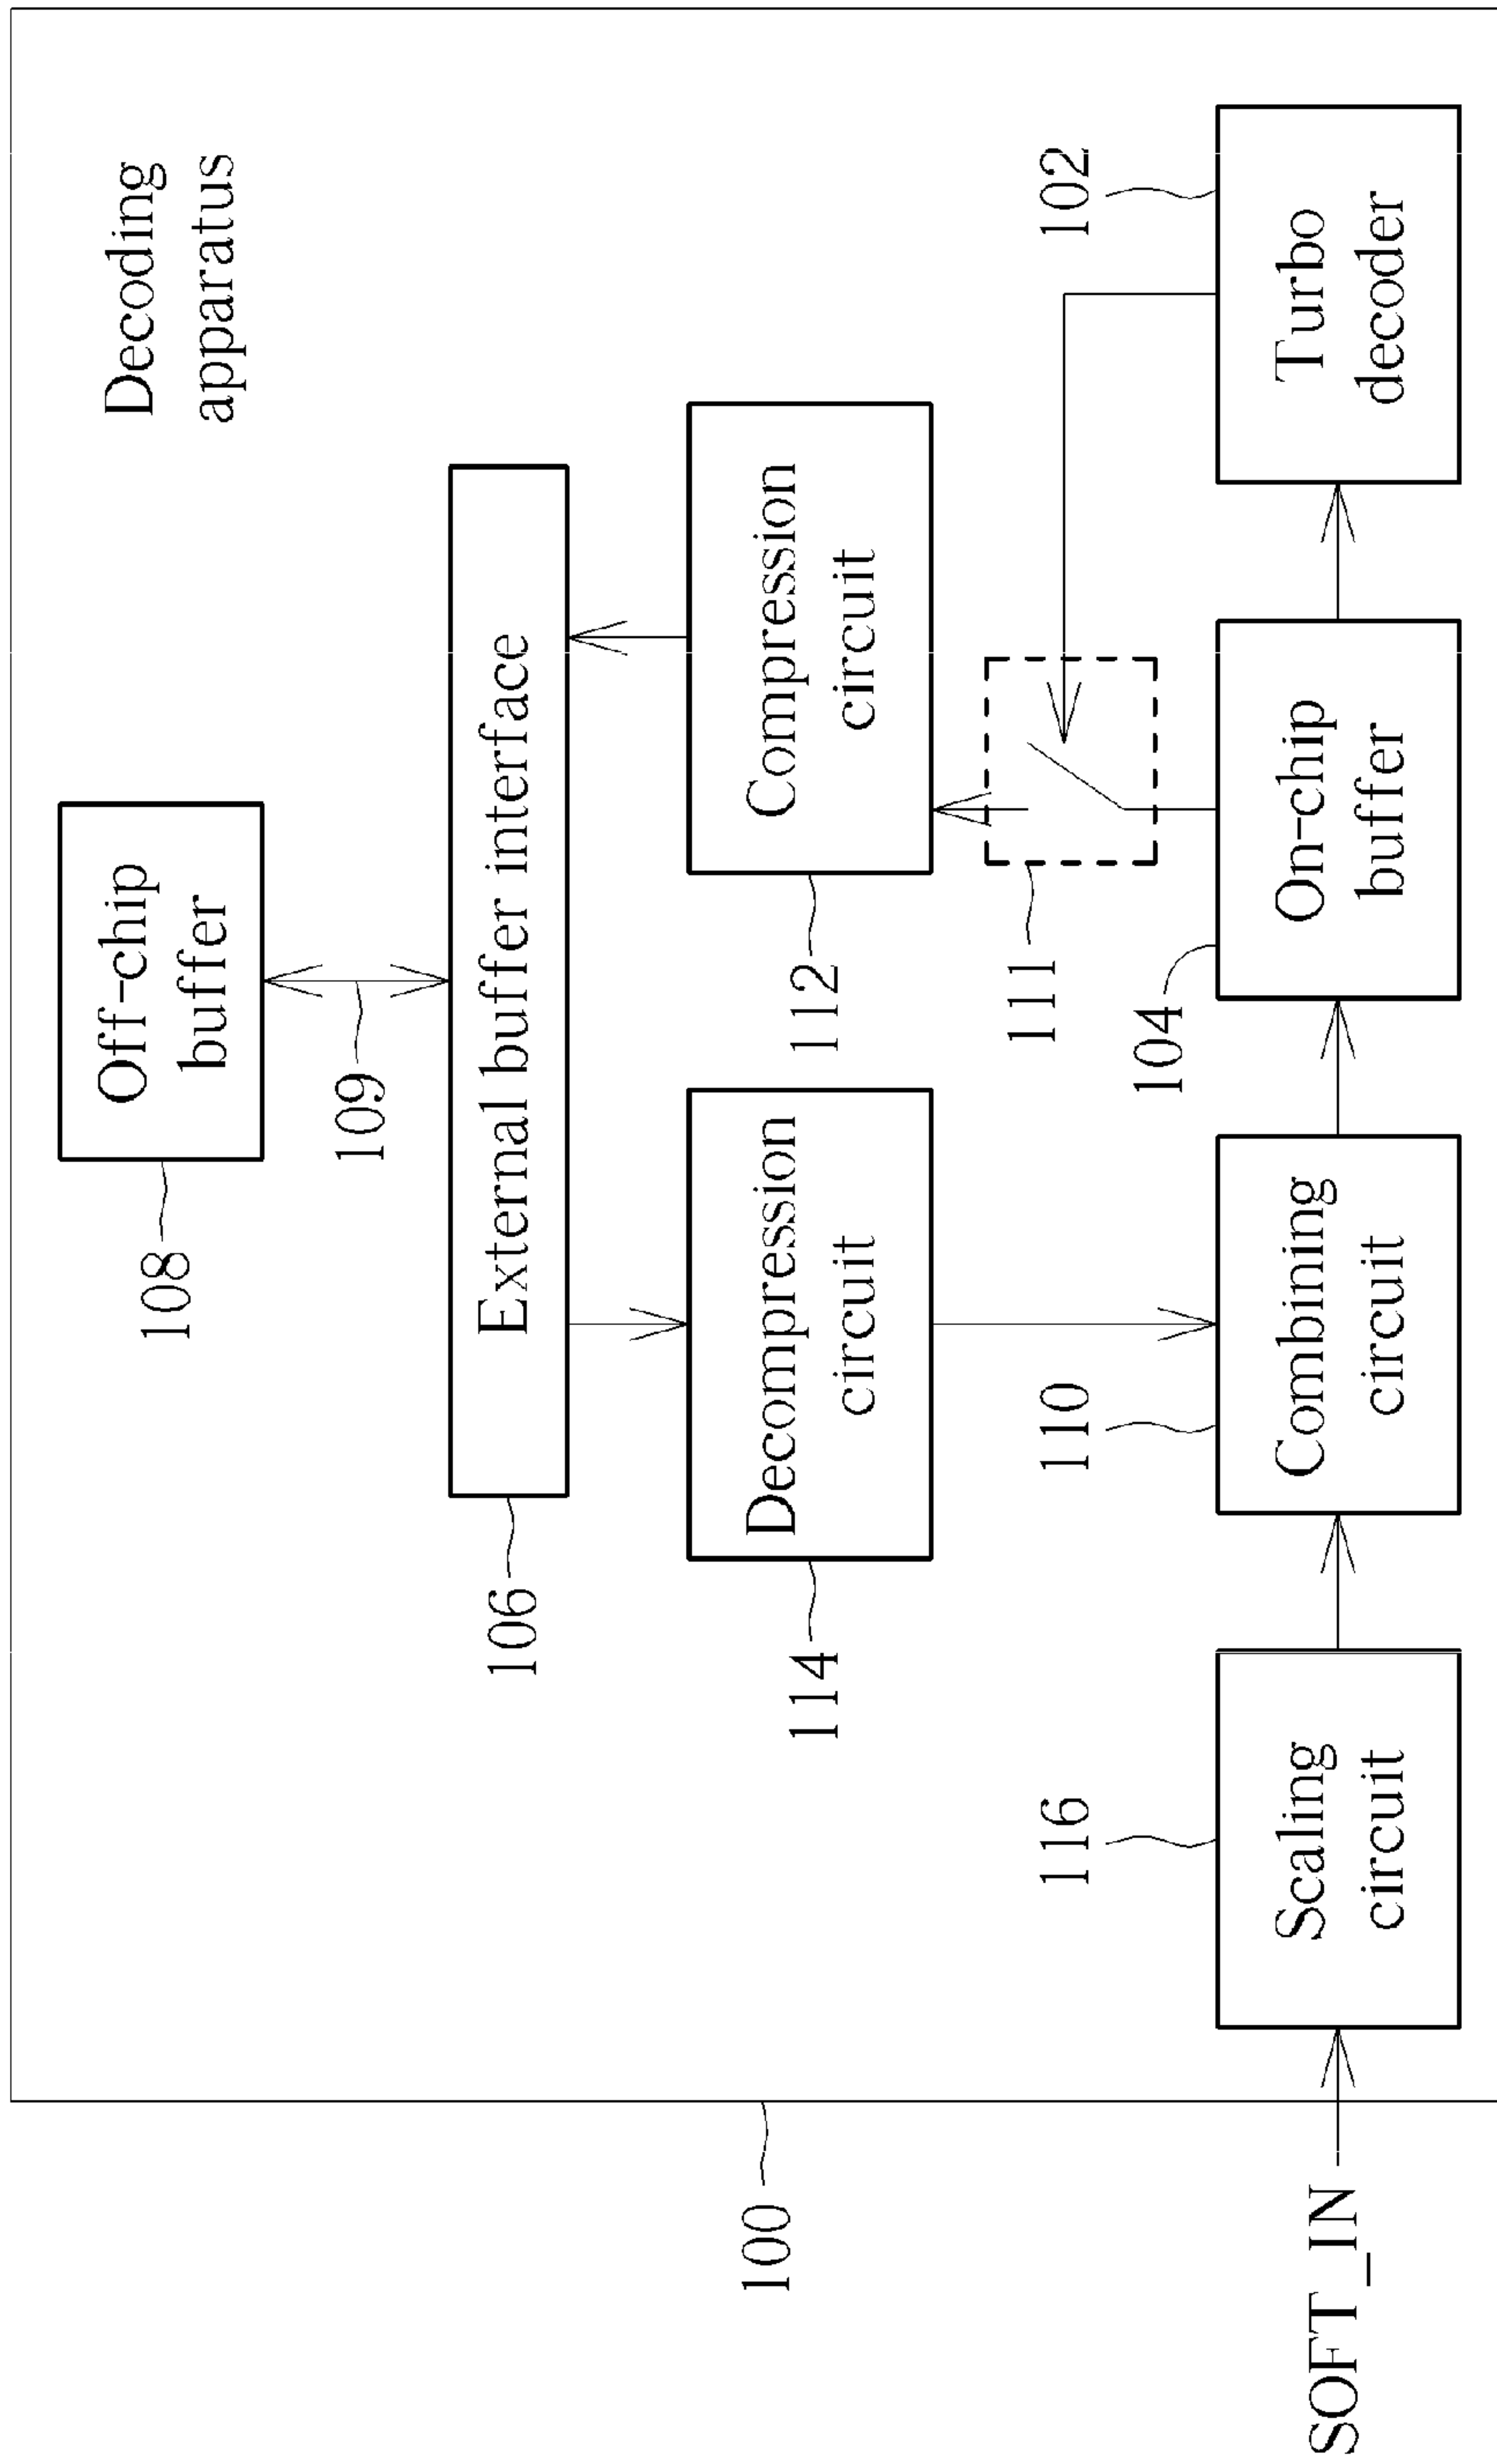 Decoding
apparatus
108
Off-chip
buffer
109
106
External buffer interface
114
Decompression
circuit
112
Compression
circuit
111
100
116
110
104
102
SOFT_IN
Scaling
circuit
Combining
circuit
On-chip
buffer
Turbo
decoder